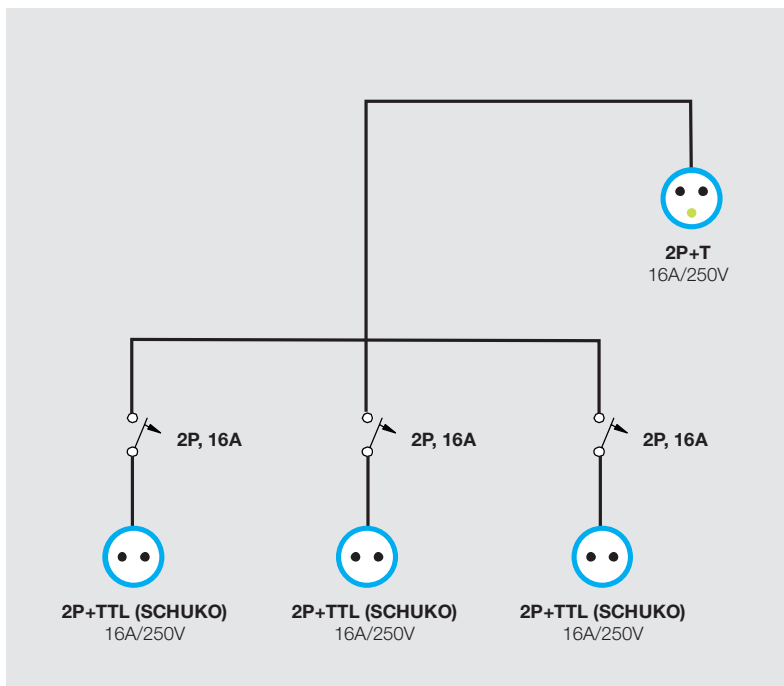 2P+T
16A/250V
2P, 16A
2P, 16A
2P, 16A
2P+TTL (SCHUKO)
16A/250V
2P+TTL (SCHUKO)
16A/250V
2P+TTL (SCHUKO)
16A/250V